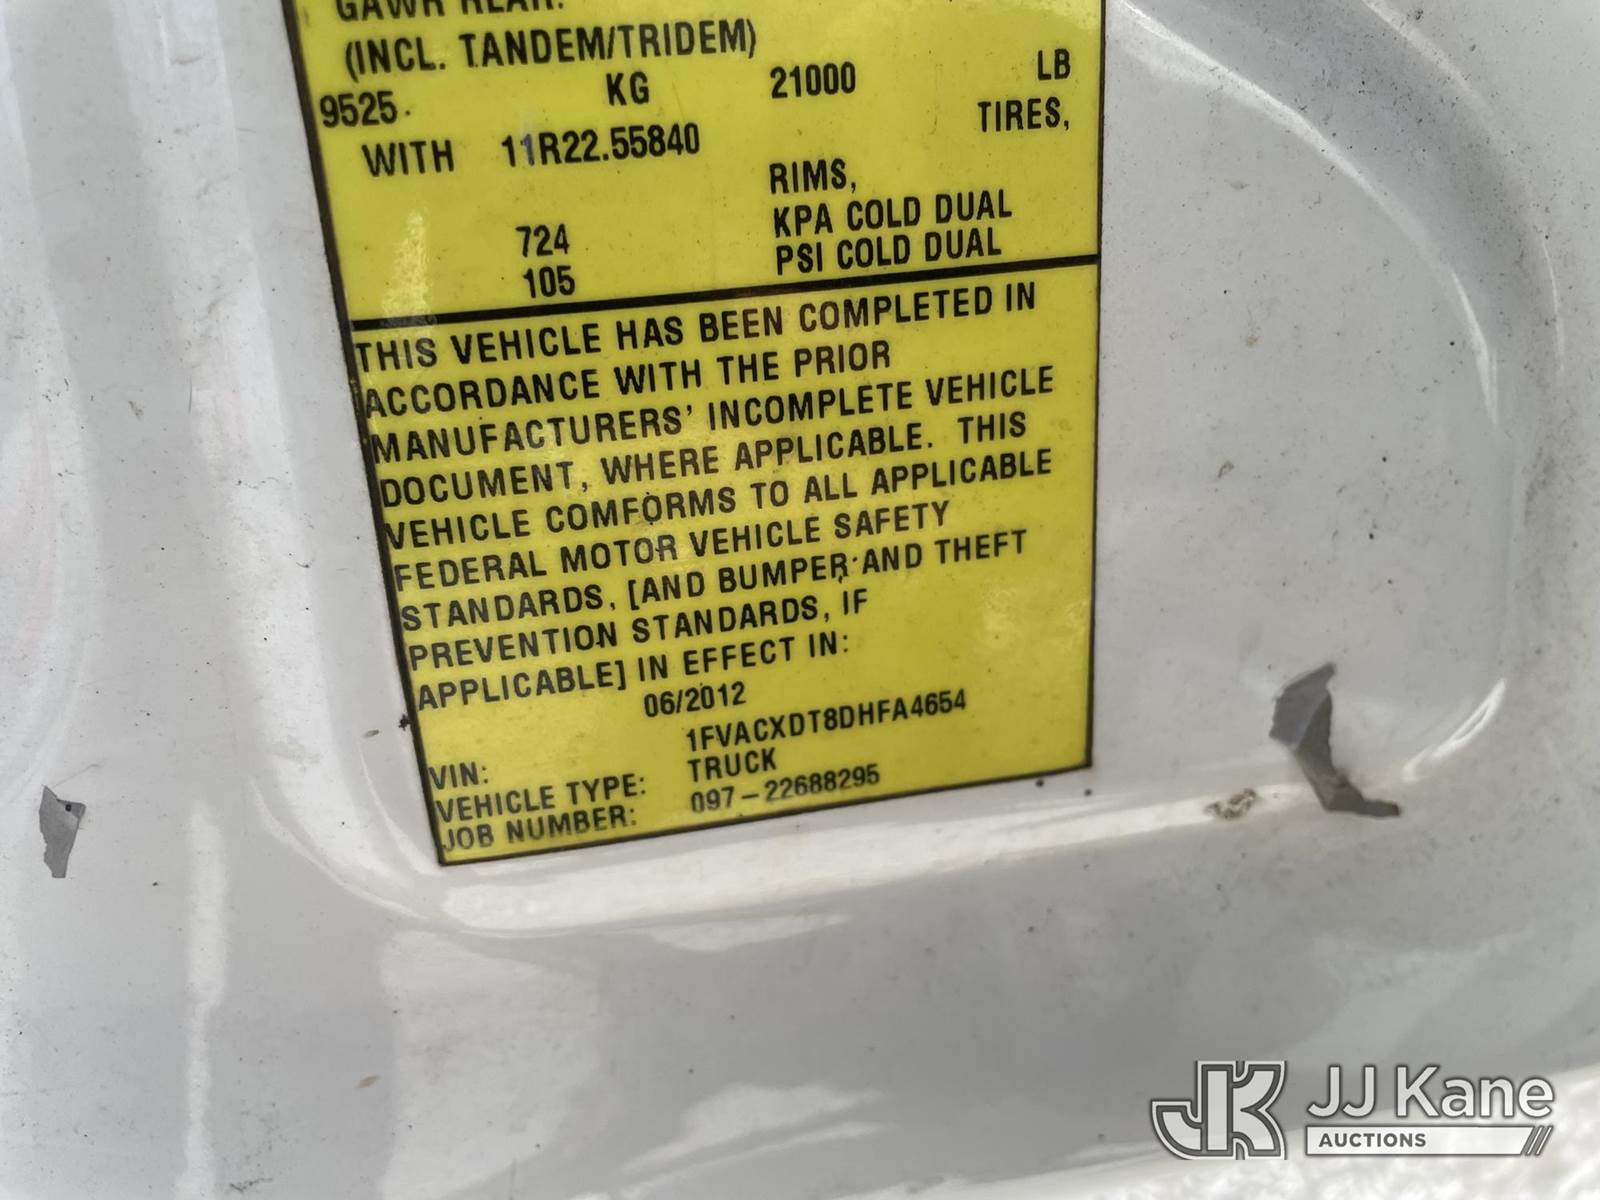 GAWR REAR:
(INCL. TANDEM/TRIDEM)
9525 KG 21000 LB
WITH 11R22.55840 TIRES,
RIMS,
724 KPA COLD DUAL
105 PSI COLD DUAL
THIS VEHICLE HAS BEEN COMPLETED IN
ACCORDANCE WITH THE PRIOR
MANUFACTURERS' INCOMPLETE VEHICLE
DOCUMENT, WHERE APPLICABLE. THIS
VEHICLE COMFORMS TO ALL APPLICABLE
FEDERAL MOTOR VEHICLE SAFETY
STANDARDS, [AND BUMPER AND THEFT
PREVENTION STANDARDS, IF
APPLICABLE] IN EFFECT IN:
06/2012
VIN: 1FVACXDT8DHFA4654
VEHICLE TYPE: TRUCK
JOB NUMBER: 097-22688295
JK JJ Kane
AUCTIONS